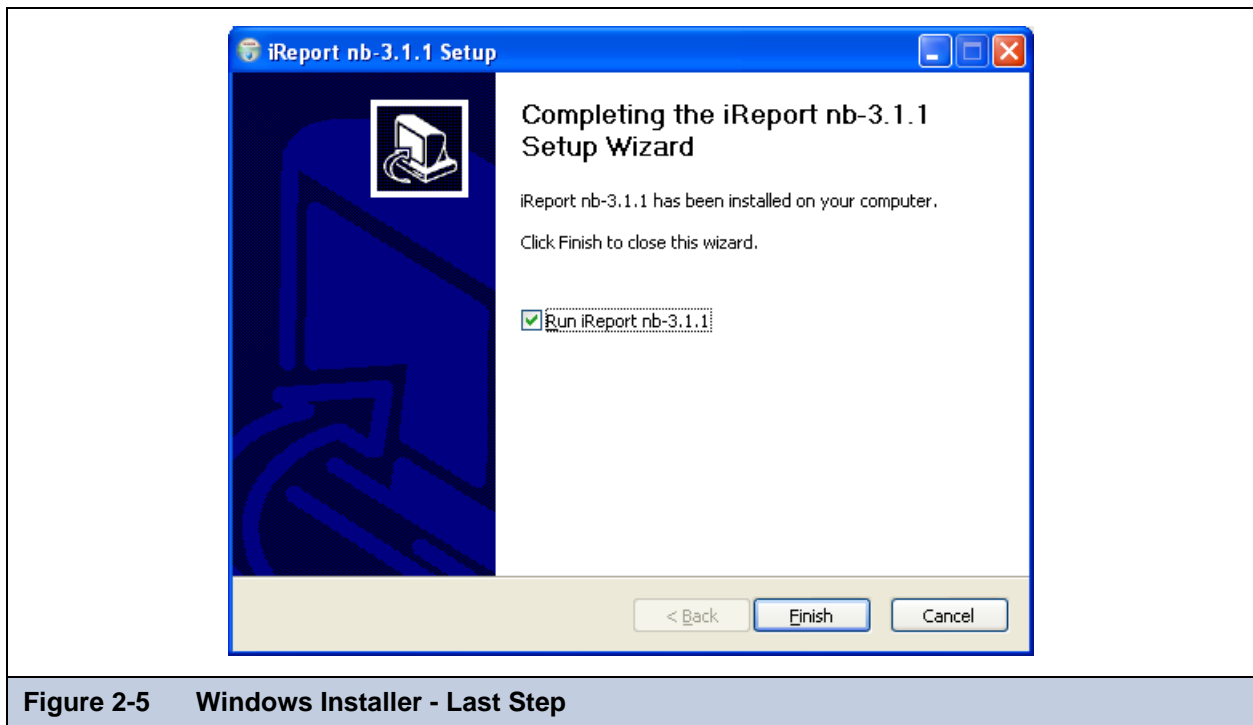 iReport nb-3.1.1 Setup
Completing the iReport nb-3.1.1
Setup Wizard
iReport nb-3.1.1 has been installed on your computer.
Click Finish to close this wizard.
Run iReport nb-3.1.1
< Back Finish Cancel
Figure 2-5 Windows Installer - Last Step